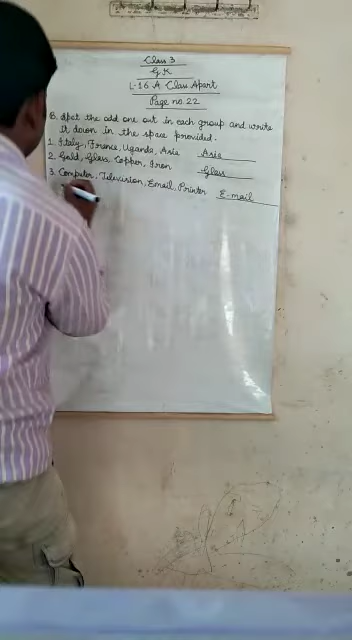 Class 3
G.K
L-16 A Class Apart
Page no. 22
B. Spot the odd one out in each group and write
it down in the space provided.
1. Italy, France, Uganda, Asia Asia
2. Gold, Glass, Copper, Iron Glass
3. Computer, Television, Email, Printer E-mail